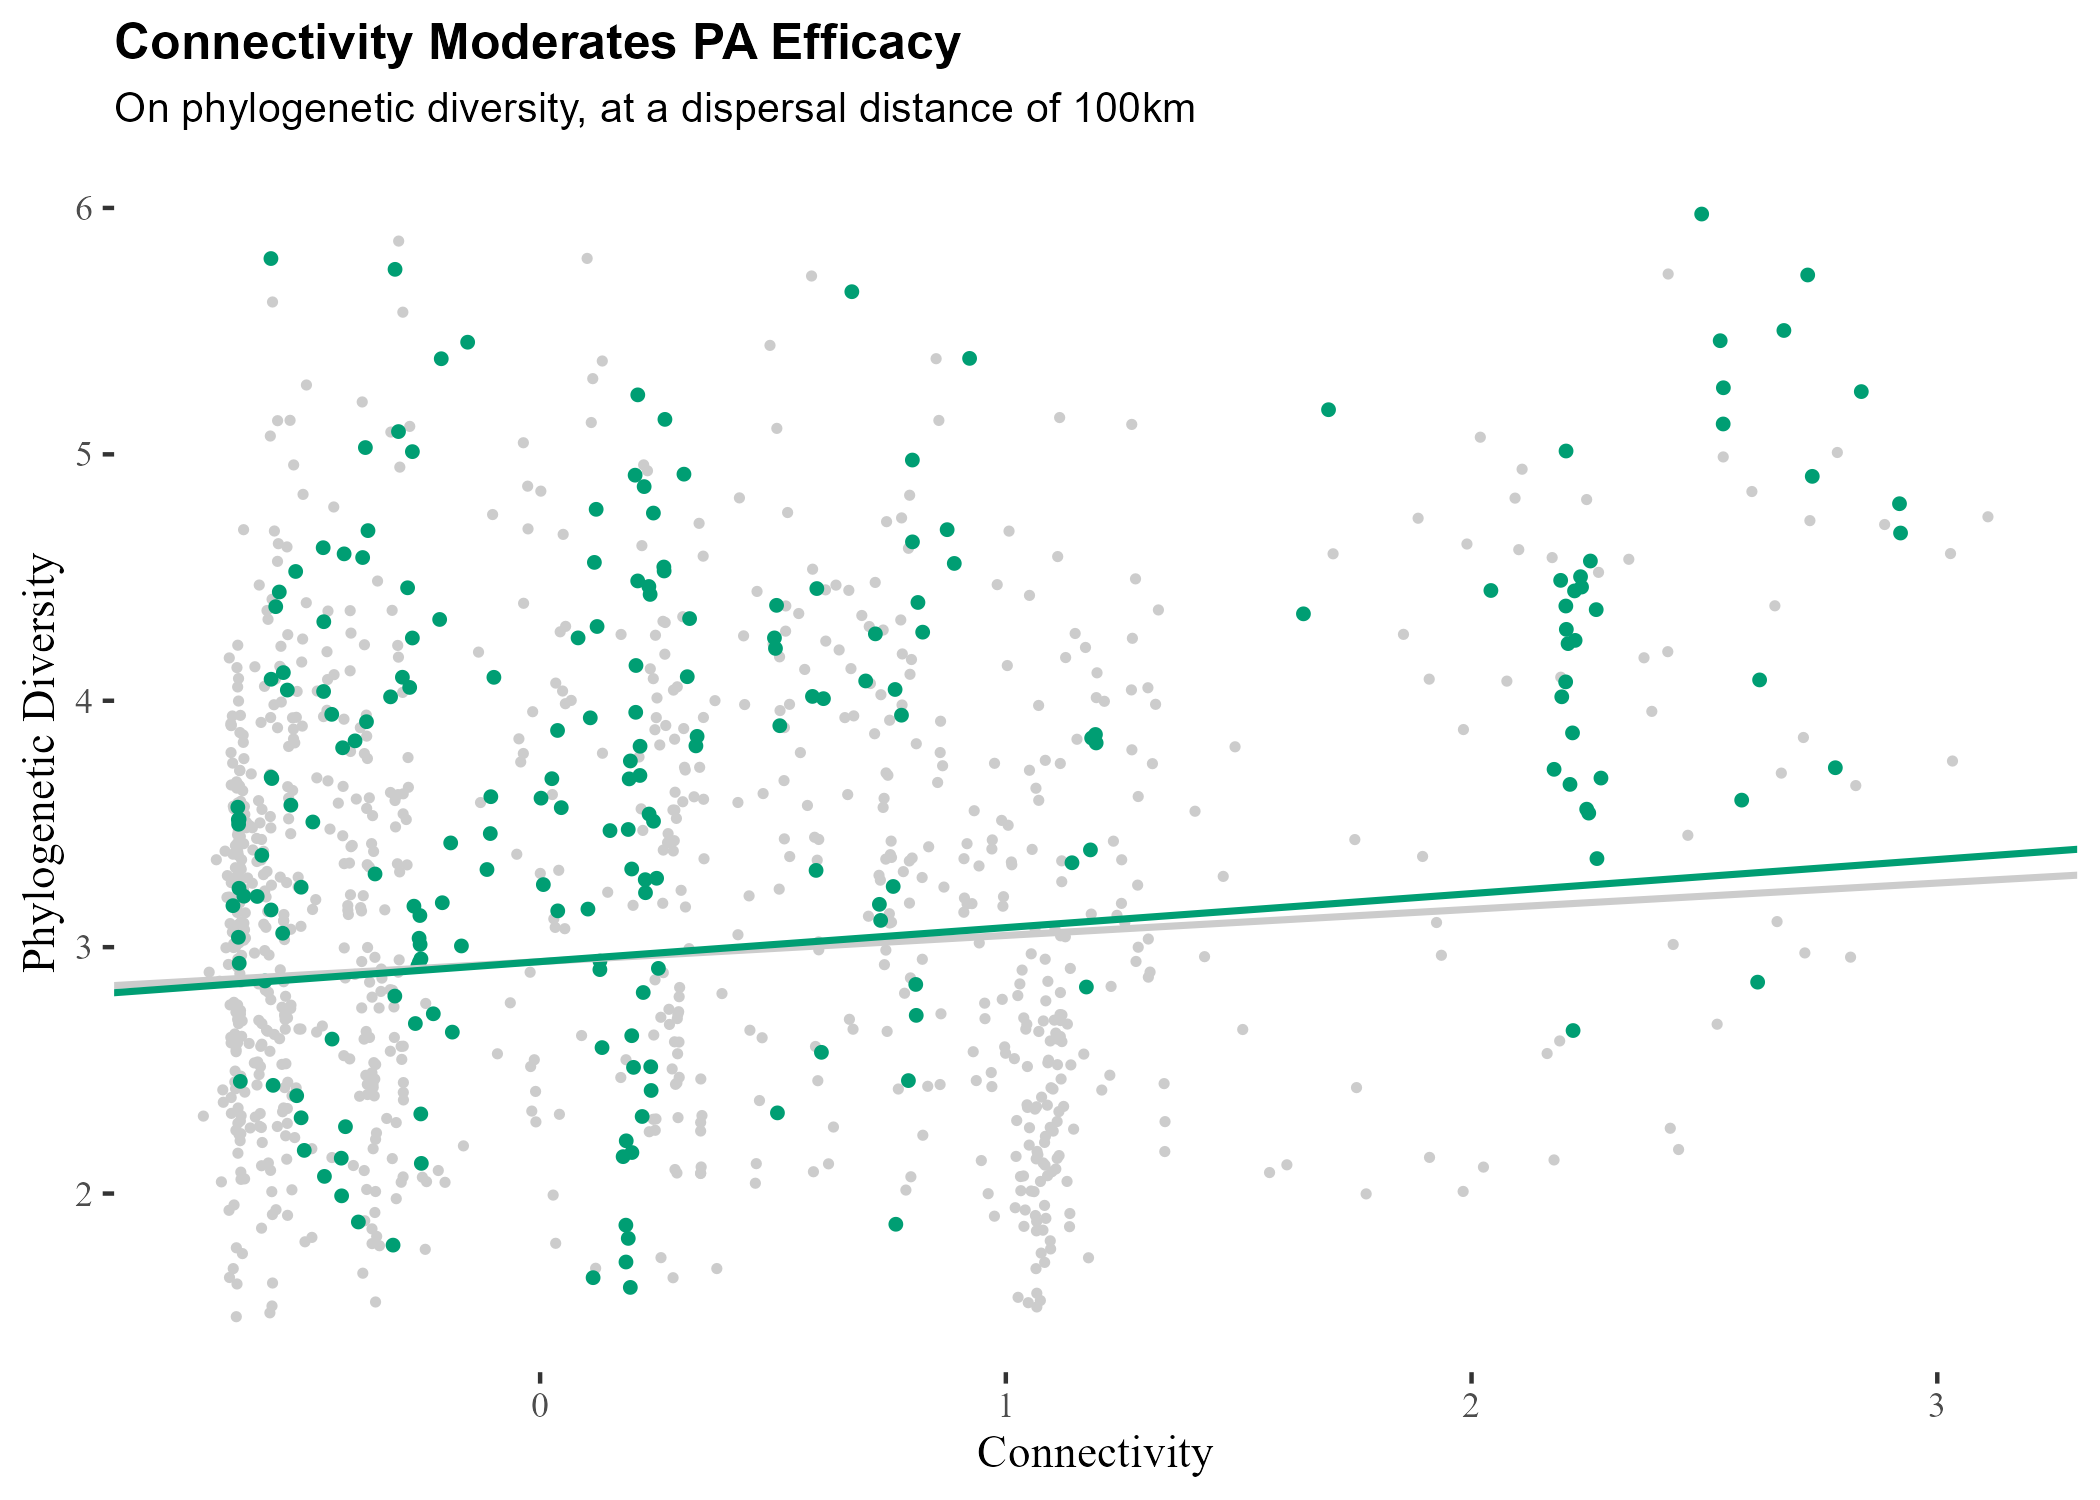 Connectivity Moderates PA Efficacy
On phylogenetic diversity, at a dispersal distance of 100km
6
5
4
3
2
Phylogenetic Diversity
0 1 2 3
Connectivity